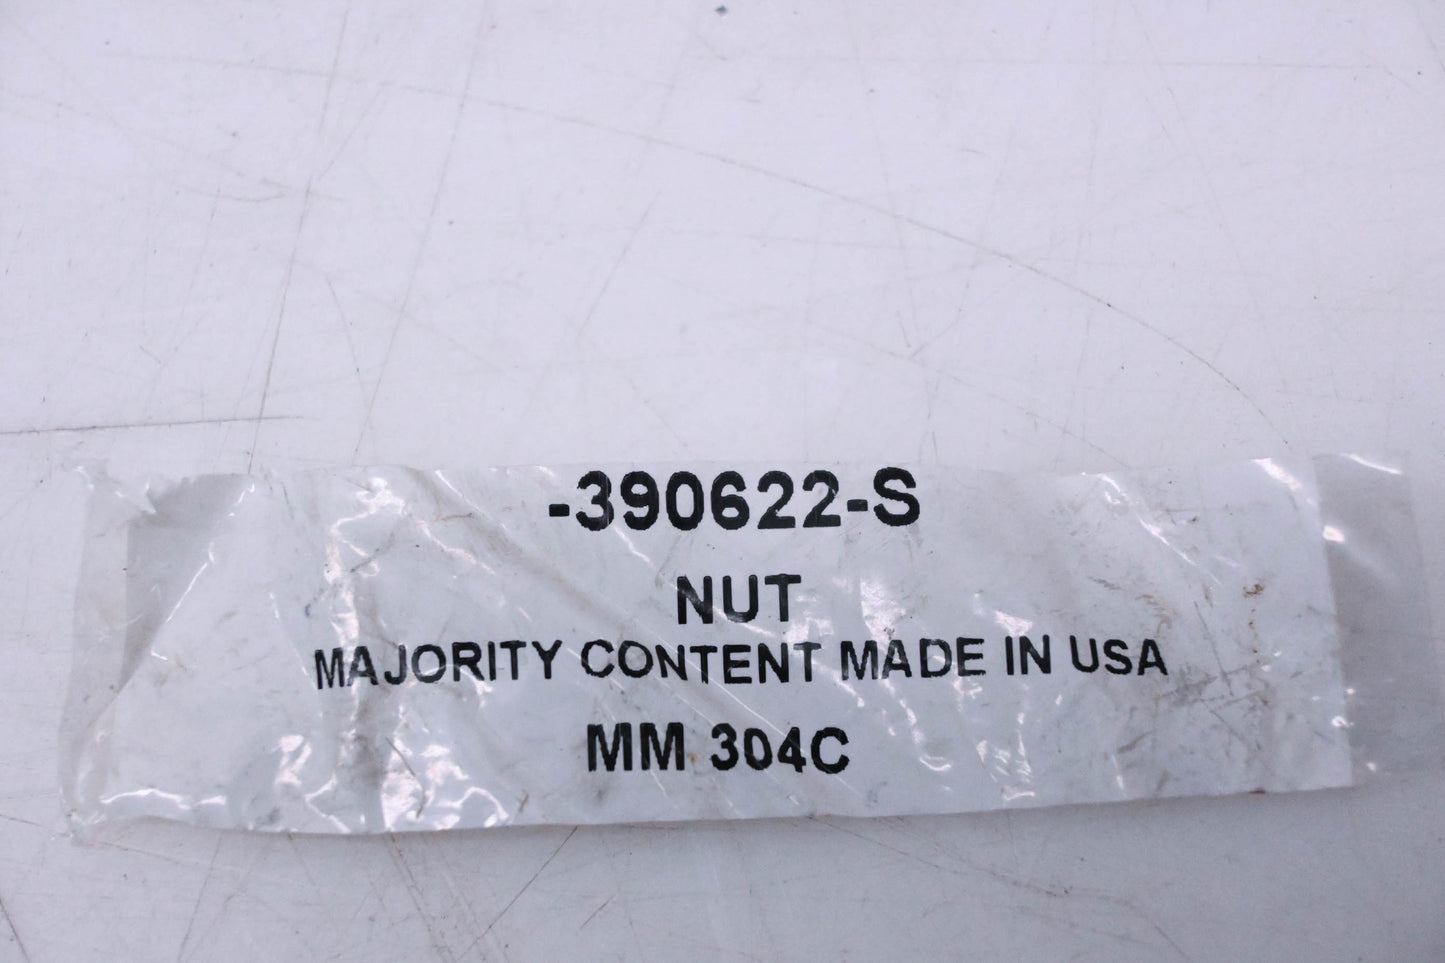 -390622-S
NUT
MAJORITY CONTENT MADE IN USA
MM 304C